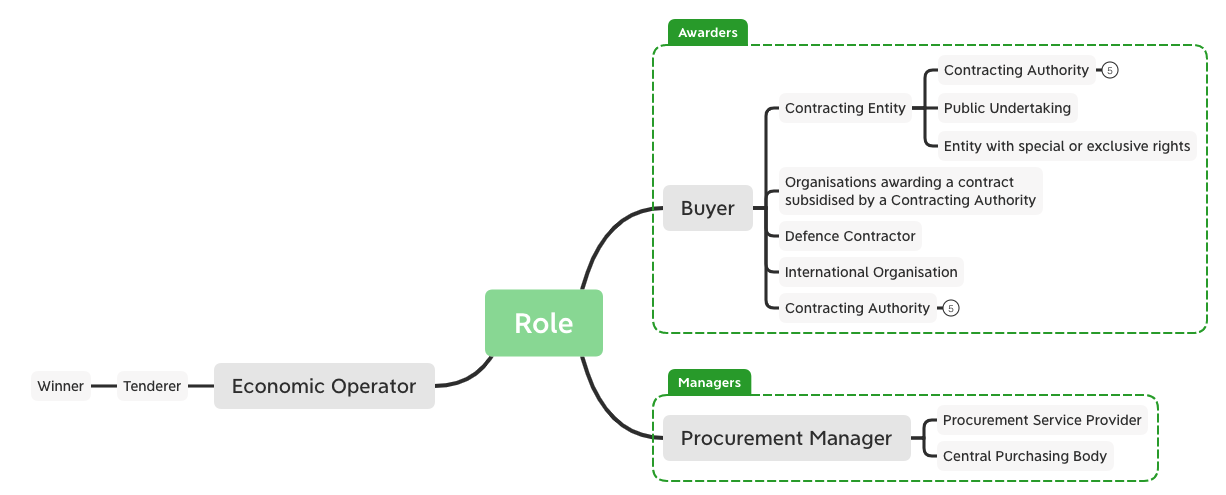 Awarders
Contracting Authority
5
Contracting Entity
Public Undertaking
Entity with special or exclusive rights
Organisations awarding a contract
subsidised by a Contracting Authority
Buyer
Defence Contractor
International Organisation
Contracting Authority
5
Role
Winner
Tenderer
Economic Operator
Managers
Procurement Manager
Procurement Service Provider
Central Purchasing Body